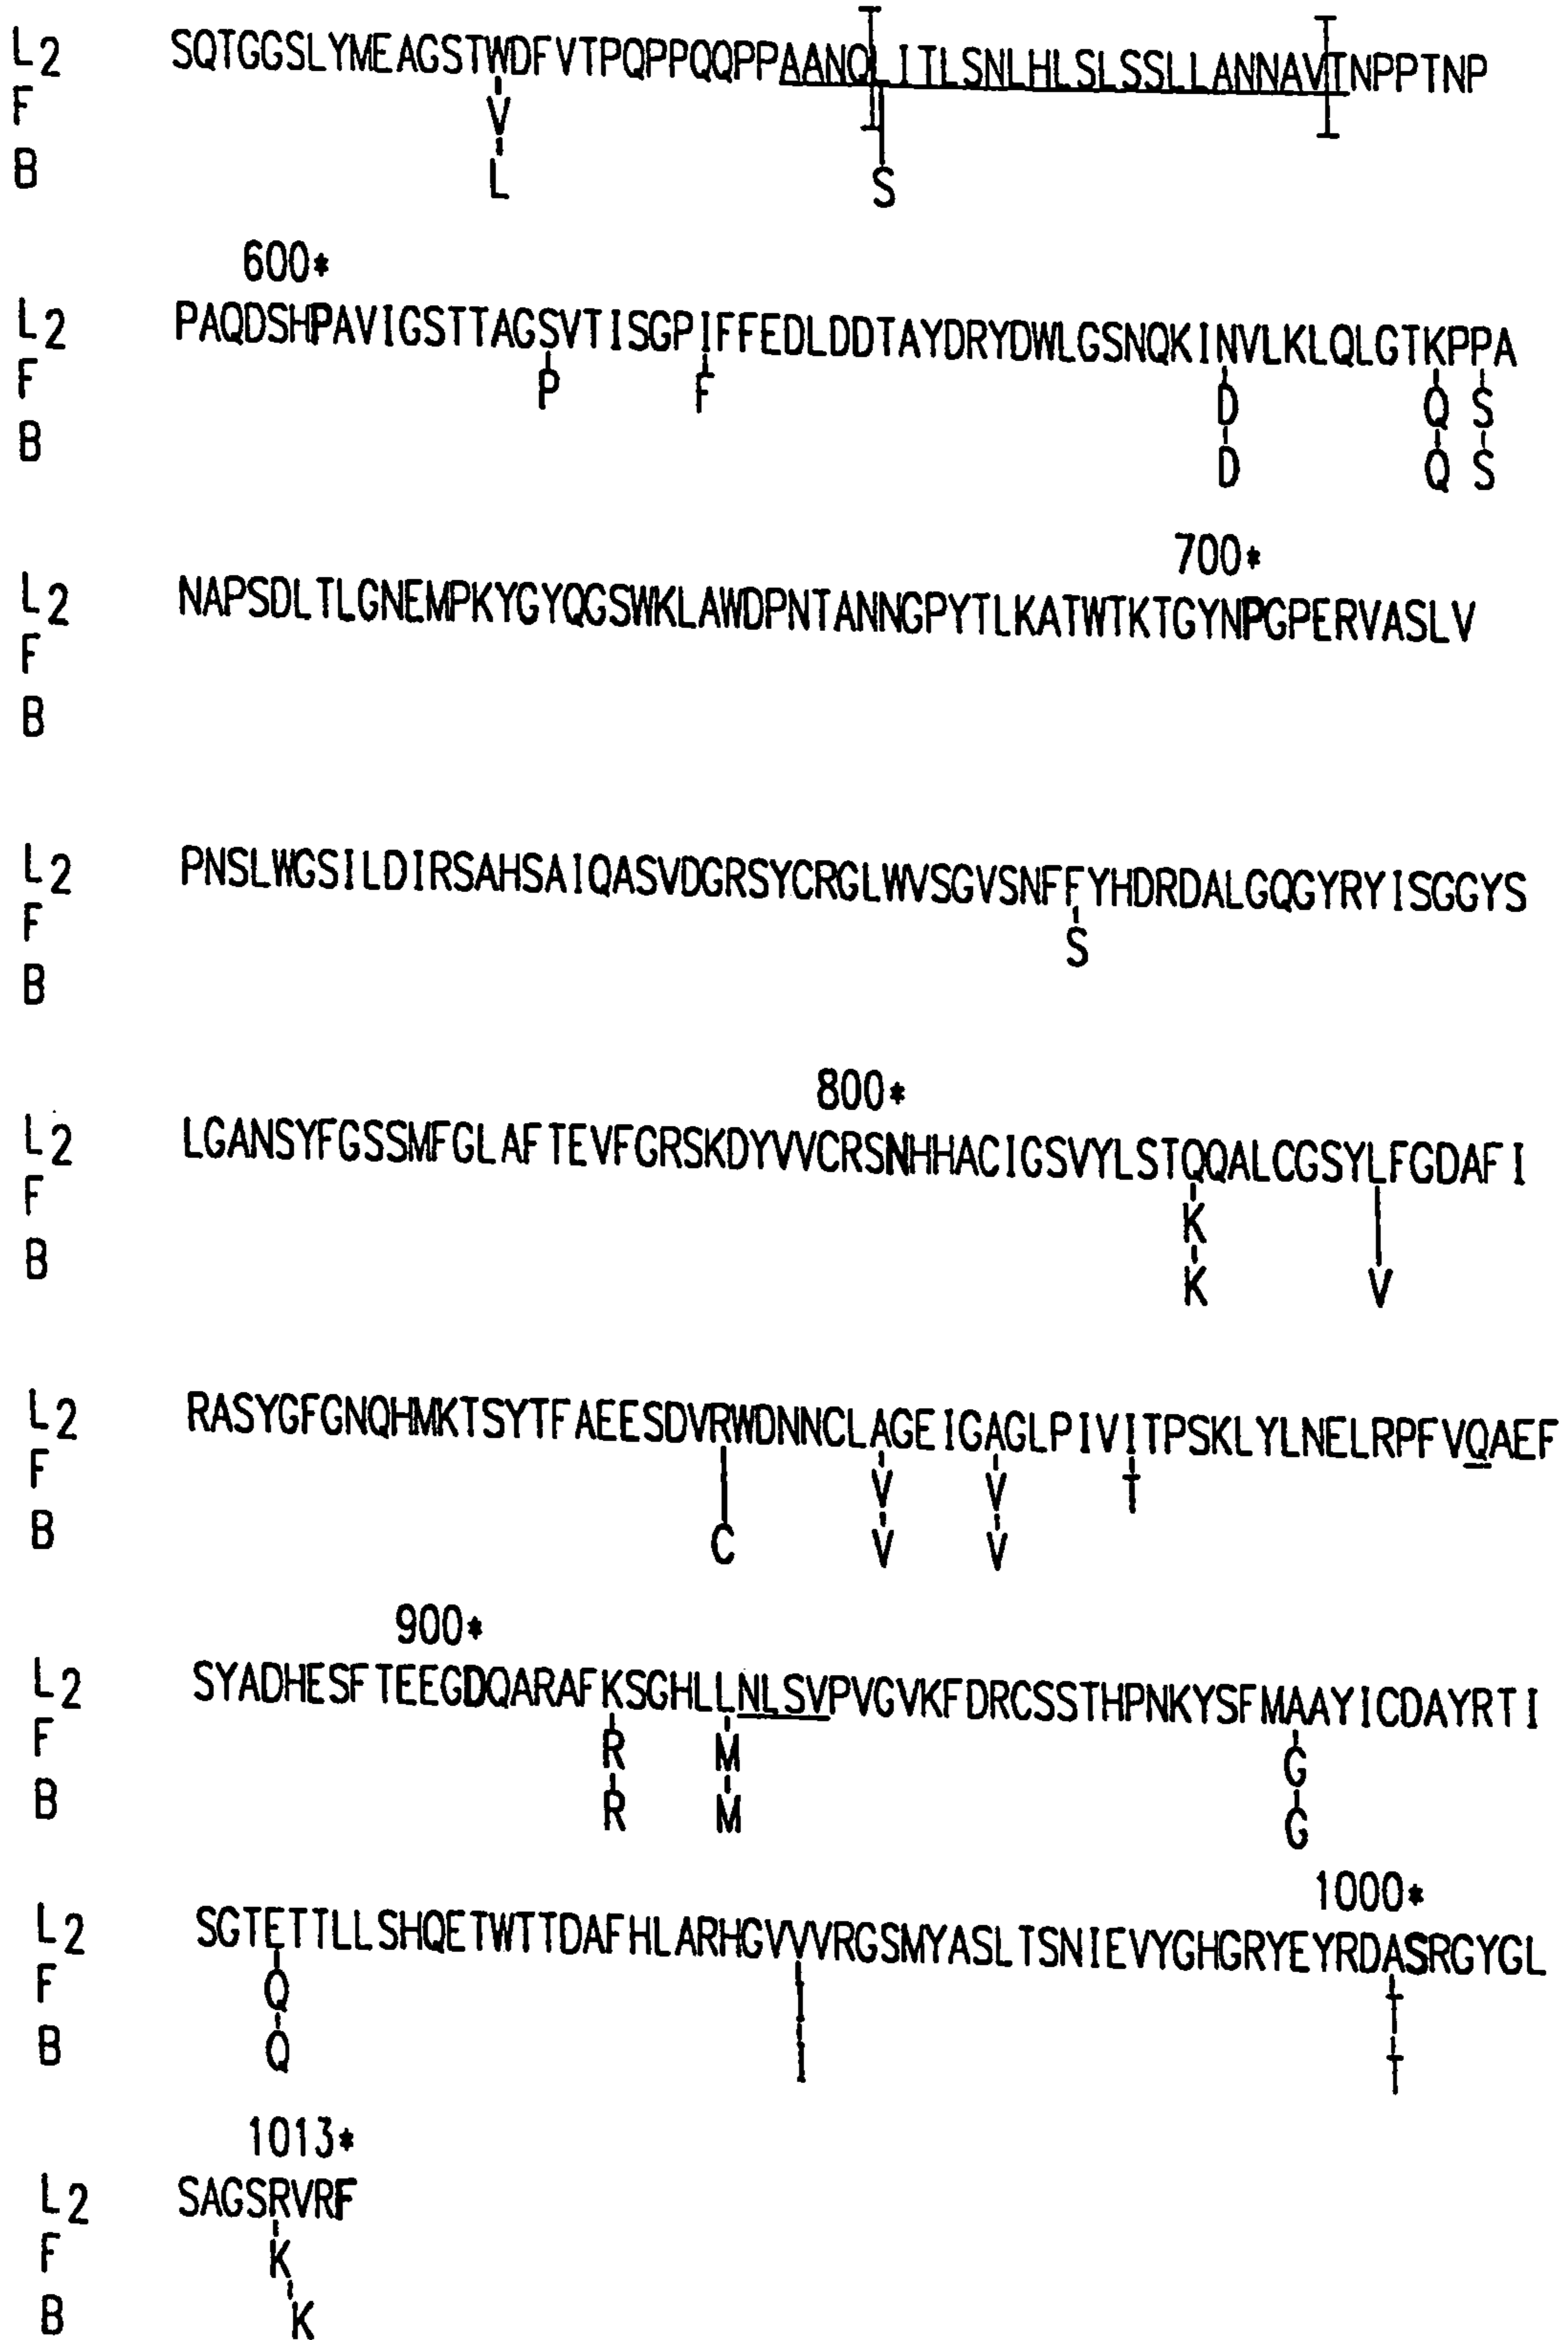 L2 SQTGGSLYMEAGSTWDFVTPQPPQQPPAANQLITLSNLHLSLSSLLANNAVTNPPTNP
F V
B L S
600*
L2 PAQDSHPAVIGSTTAGSVTISGPIFFEDLDDTAYDRYDWLGSNQKINVLKLQLGTKPPA
F P F D Q S
B D Q S
700*
L2 NAPSDLTLGNEMPKYGYQGSWKLAWDPNTANNGPYTLKATWTKTGYNPGPERVASLV
F
B
L2 PNSLWGSILDIRSAHSAIQASVDGRSYCRGLWVSGVSNFFYHDRDALGQGYRYISGGYS
F S
B
800*
L2 LGANSYFGSSMFGLAFTEVFGRSKDYVVCRSNHHACIGSVYLSTQQALCGSYLFGDAFI
F K
B K V
L2 RASYGFGNQHMKTSYTFAEESDVRWDNNCLAGEIGAGLPIVITPSKLYLNELRPFVQAEF
F V V T
B C V V
900*
L2 SYADHESFTEEGDQARAFKSGHLLNLSVPVGVKFDRCSSTHPNKYSFMAAYICDAYRTI
F R M G
B R M G
1000*
L2 SGTETTLLSHQETWTTDAFHLARHGVVVRGSMYASLTSNIEVYGHGRYEYRDASRGYGL
F Q I T
B Q I T
1013*
L2 SAGSRVRF
F K
B K